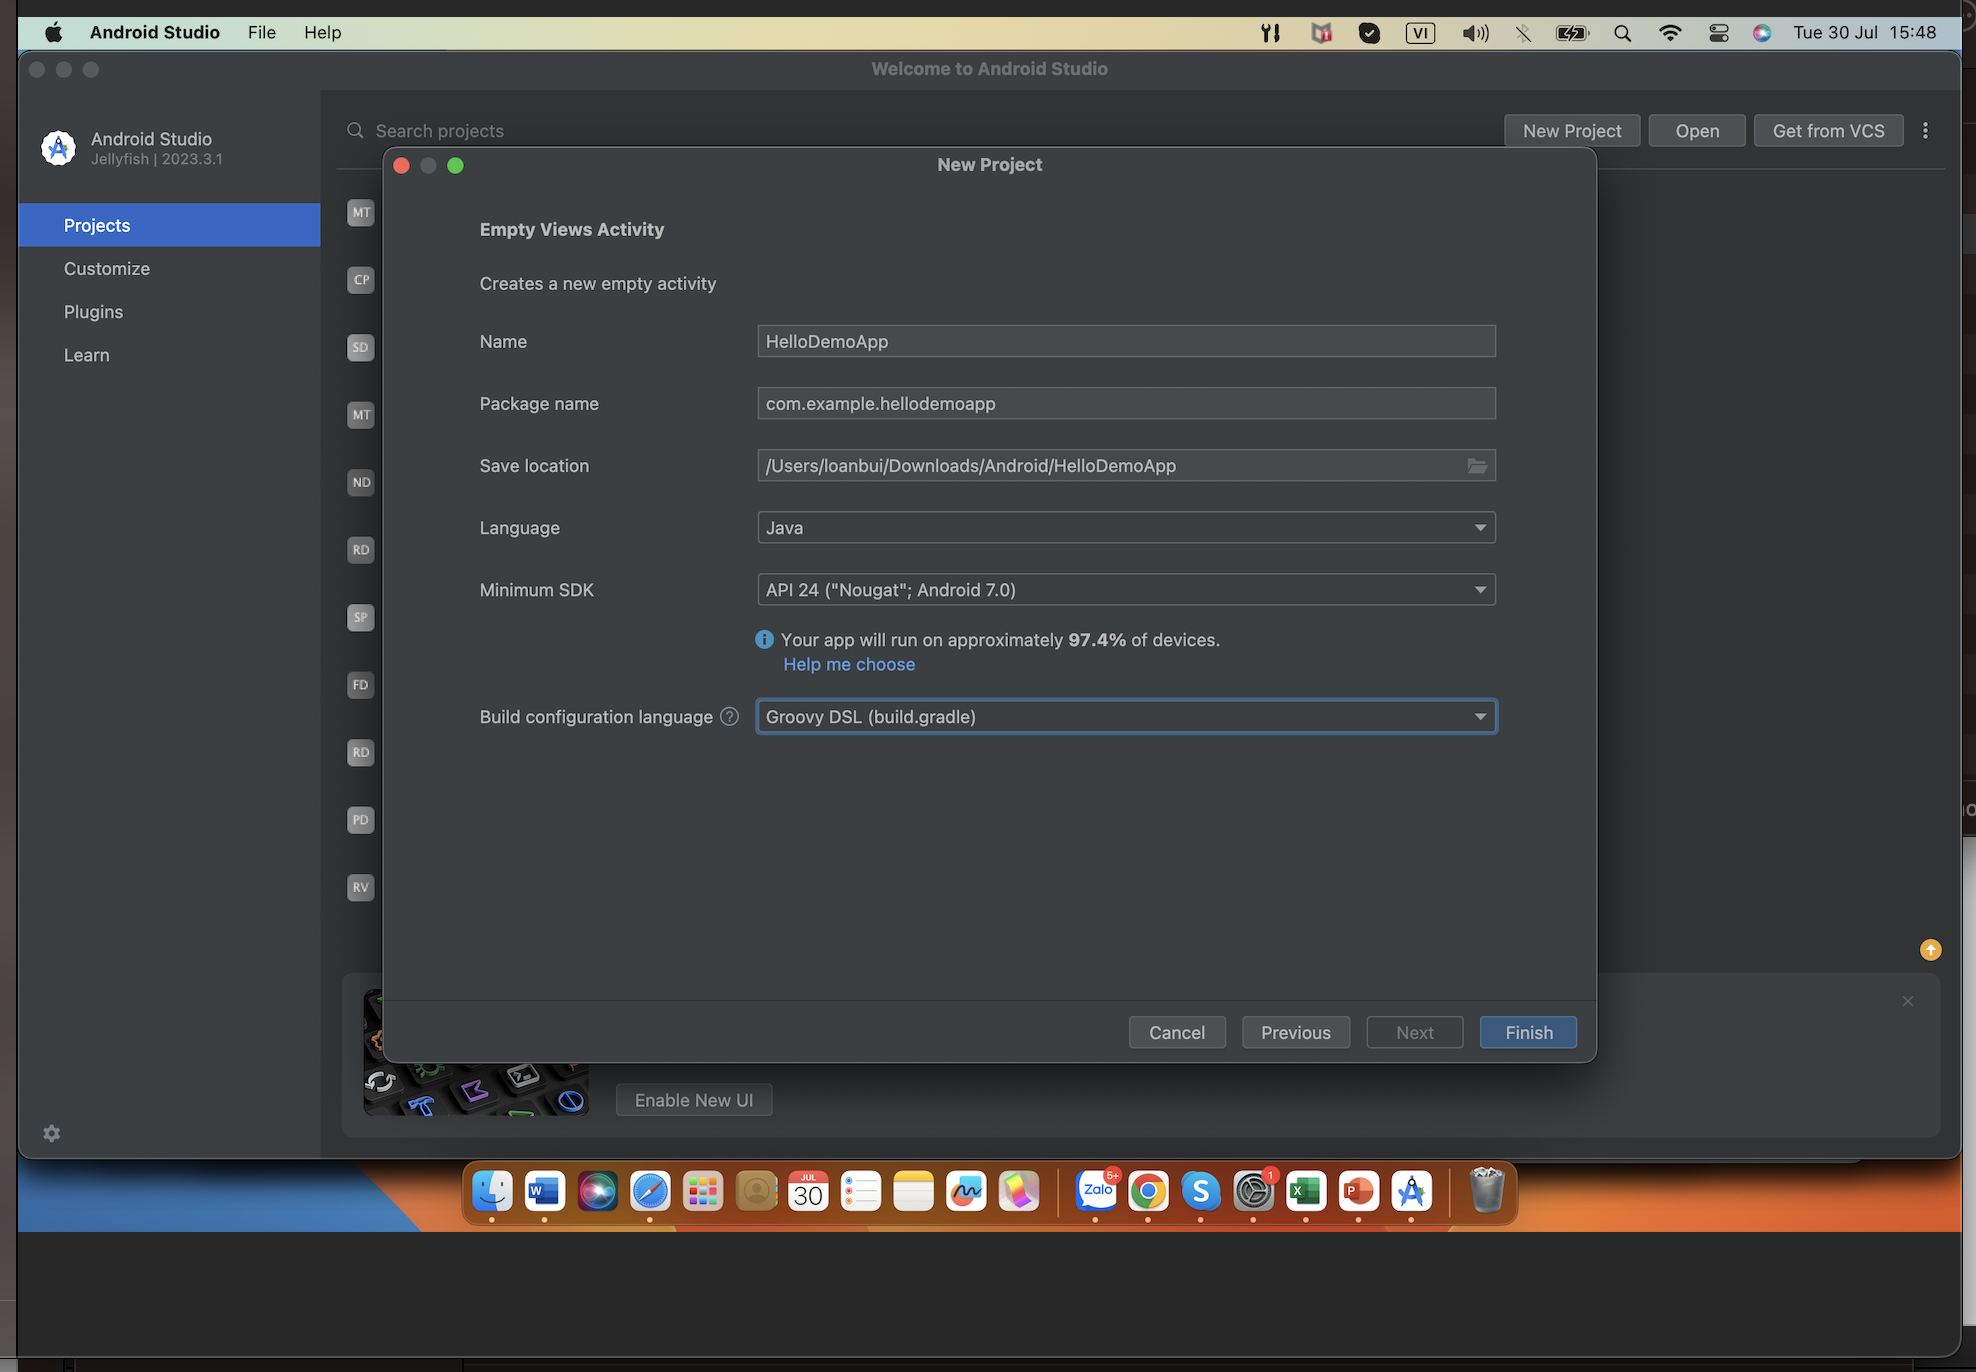 Android Studio File Help VI Tue 30 Jul 15:48
Welcome to Android Studio
Android Studio
Jellyfish | 2023.3.1
Search projects
New Project Open Get from VCS
New Project
Projects
Customize
Plugins
Learn
MT
CP
SD
MT
ND
RD
SP
FD
RD
PD
RV
Empty Views Activity
Creates a new empty activity
Name HelloDemoApp
Package name com.example.hellodemoapp
Save location /Users/loanbui/Downloads/Android/HelloDemoApp
Language Java
Minimum SDK API 24 ("Nougat"; Android 7.0)
Your app will run on approximately 97.4% of devices.
Help me choose
Build configuration language ? Groovy DSL (build.gradle)
Cancel Previous Next Finish
Enable New UI
W JUL 30 Zalo 5+ S 1 X P